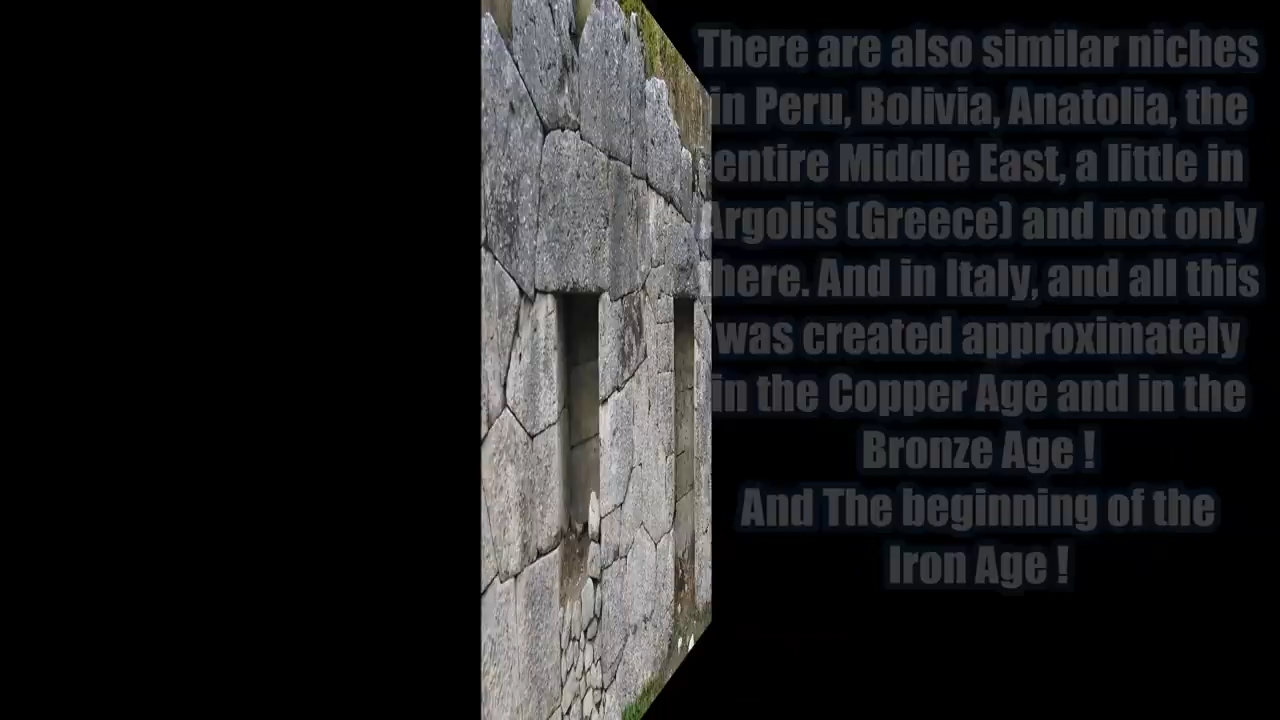 There are also similar niches
in Peru, Bolivia, Anatolia, the
entire Middle East, a little in
Argolis (Greece) and not only
here. And in Italy, and all this
was created approximately
in the Copper Age and in the
Bronze Age !
And The beginning of the
Iron Age !